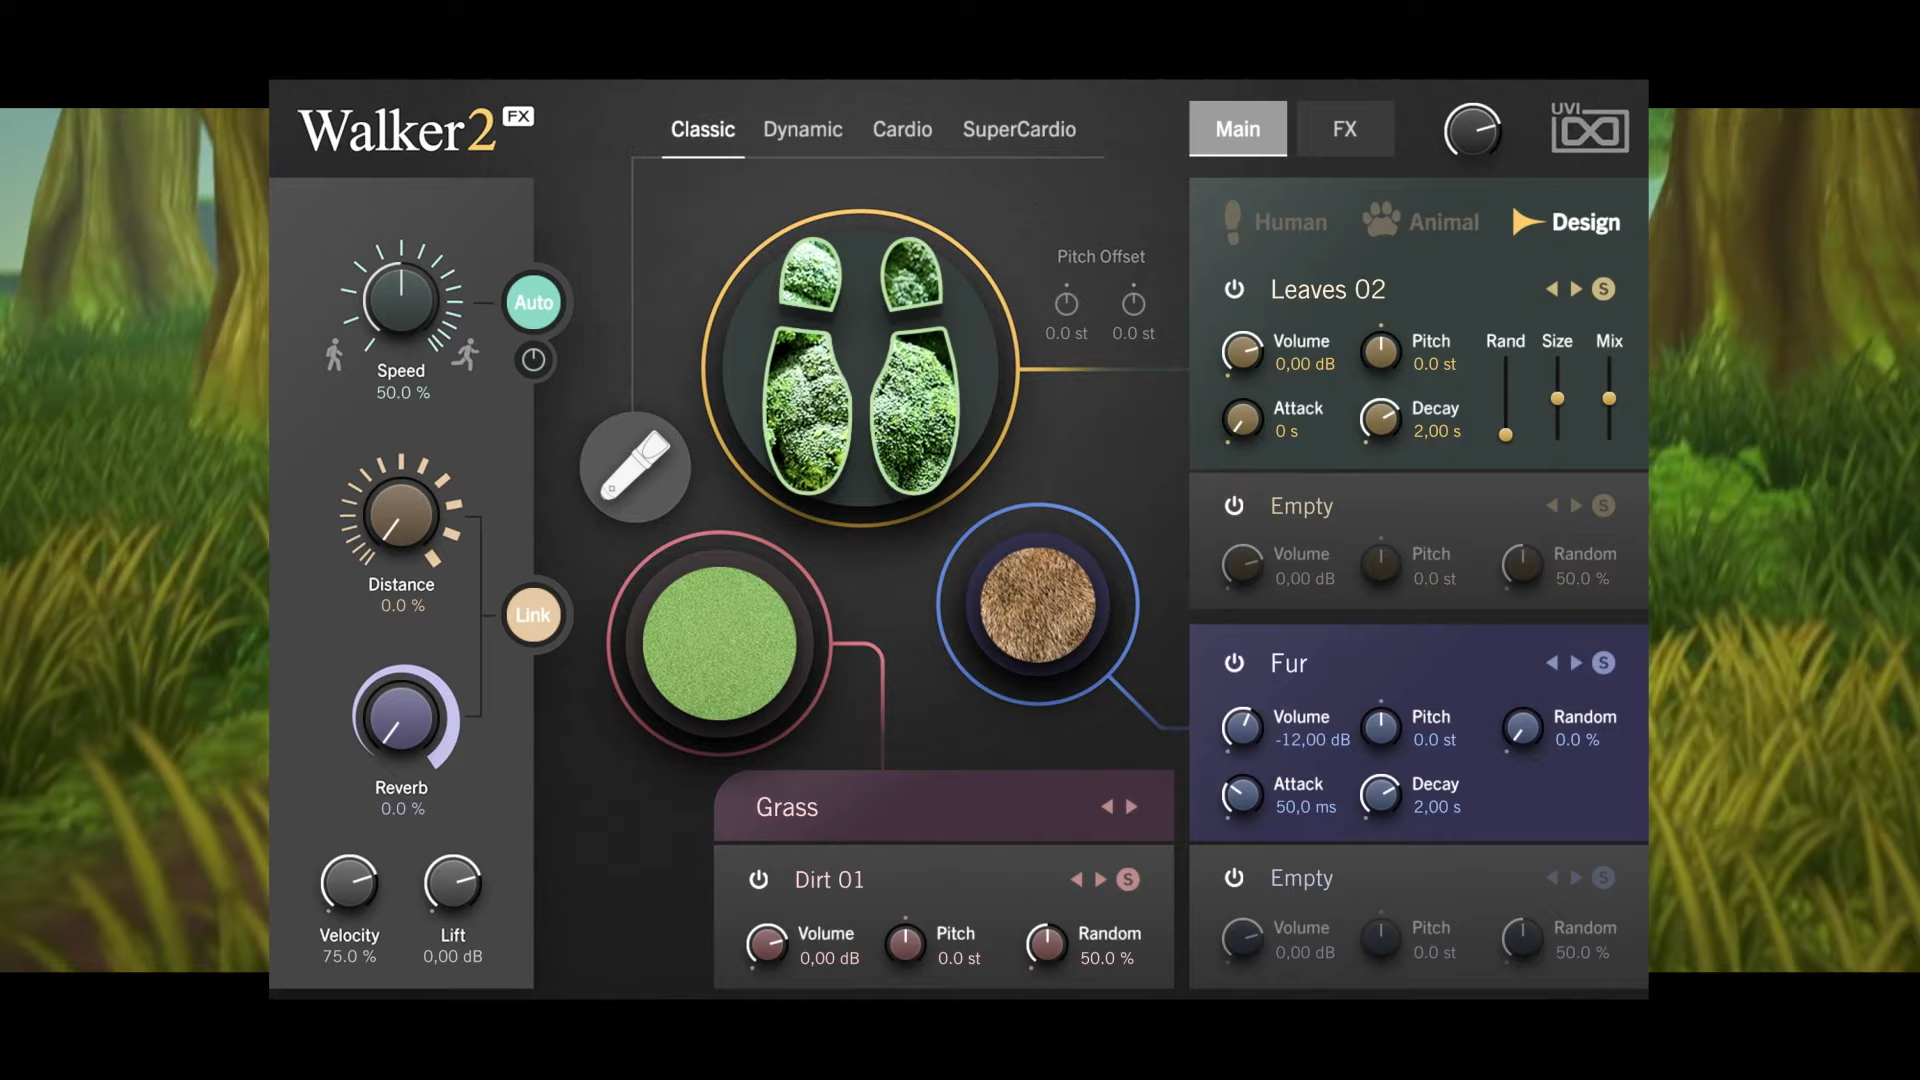 Walker2 FX
Classic
Dynamic
Cardio
SuperCardio
Main
FX
UVI
Speed
50.0 %
Auto
Distance
0.0 %
Link
Reverb
0.0 %
Velocity
75.0 %
Lift
0,00 dB
Pitch Offset
0.0 st
0.0 st
Grass
Dirt 01
S
Volume
0,00 dB
Pitch
0.0 st
Random
50.0 %
Human
Animal
Design
Leaves 02
S
Volume
0,00 dB
Pitch
0.0 st
Rand
Size
Mix
Attack
0 s
Decay
2,00 s
Empty
S
Volume
0,00 dB
Pitch
0.0 st
Random
50.0 %
Fur
S
Volume
-12,00 dB
Pitch
0.0 st
Random
0.0 %
Attack
50,0 ms
Decay
2,00 s
Empty
S
Volume
0,00 dB
Pitch
0.0 st
Random
50.0 %